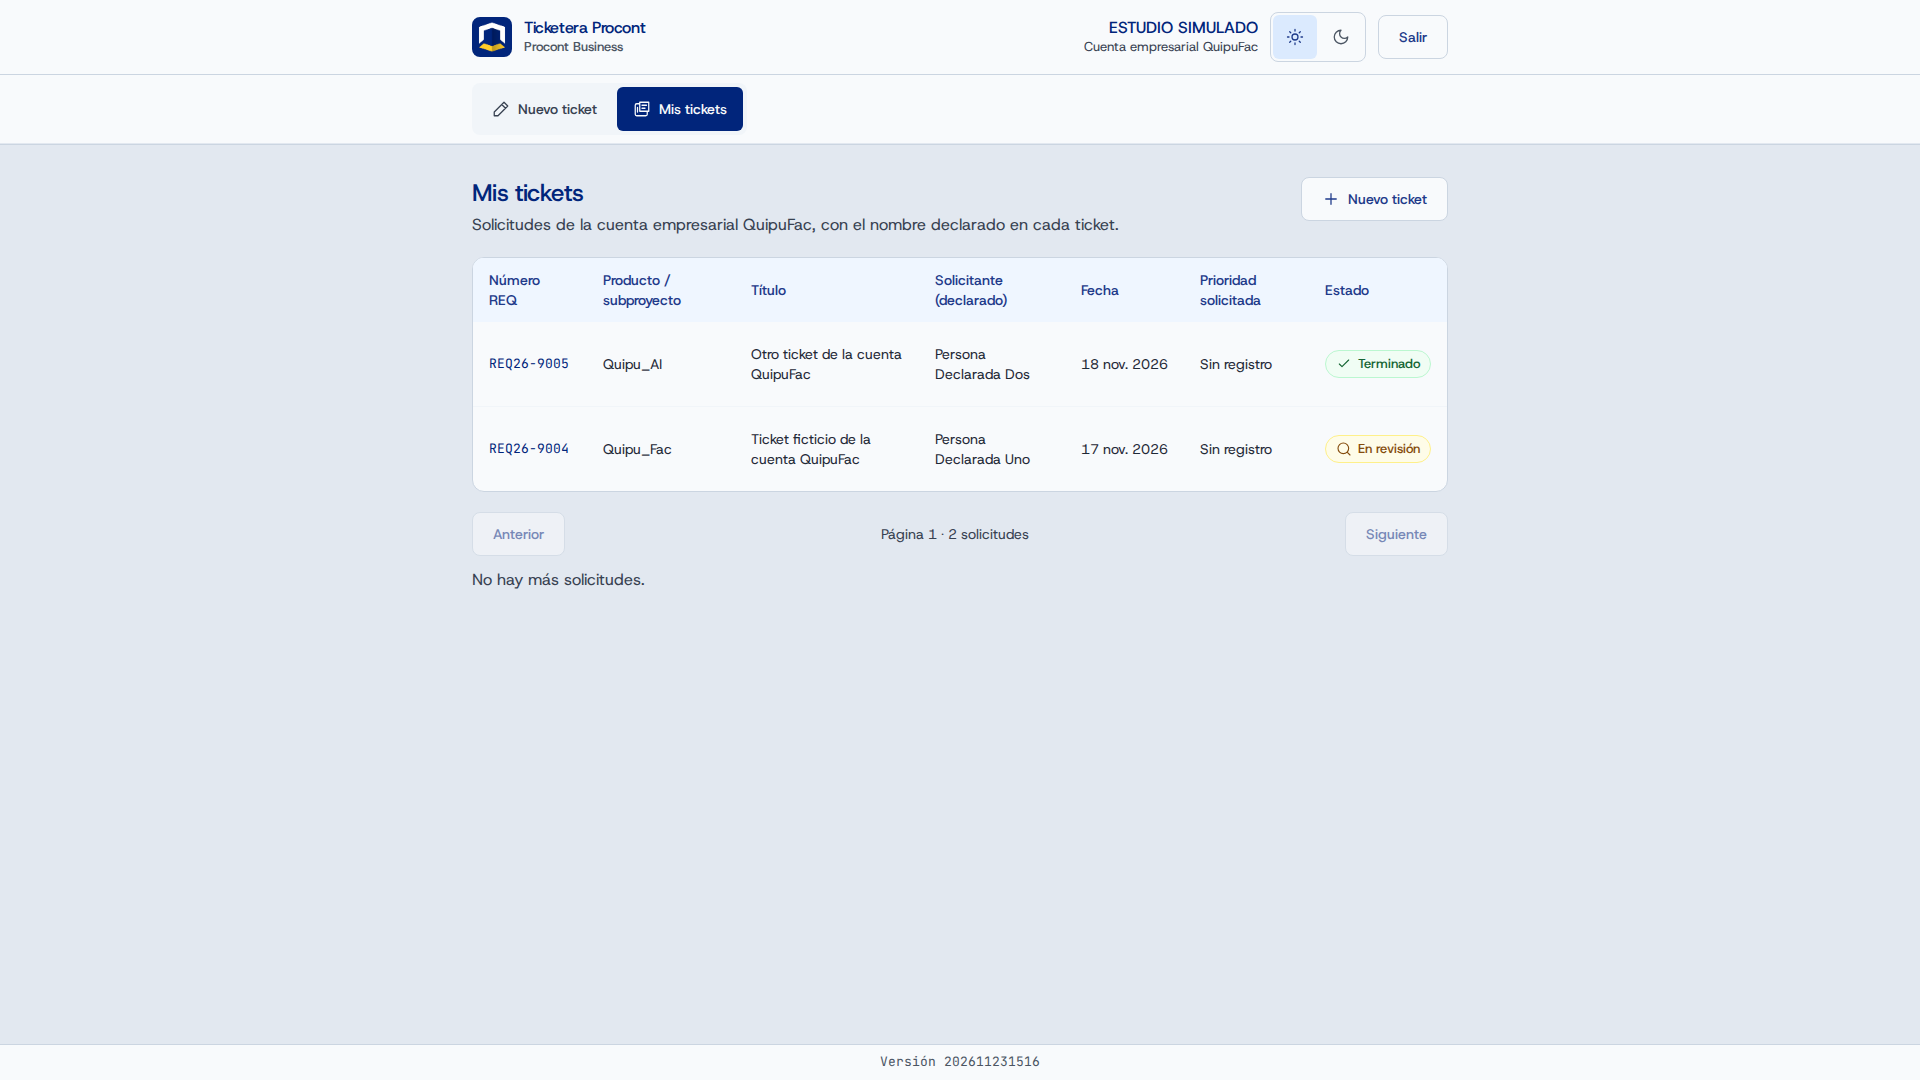 Ticketera Procont
Procont Business
ESTUDIO SIMULADO
Cuenta empresarial QuipuFac
Salir
Nuevo ticket
Mis tickets
Mis tickets
Solicitudes de la cuenta empresarial QuipuFac, con el nombre declarado en cada ticket.
Nuevo ticket
Número
REQ
Producto /
subproyecto
Título
Solicitante
(declarado)
Fecha
Prioridad
solicitada
Estado
REQ26-9005
Quipu_AI
Otro ticket de la cuenta
QuipuFac
Persona
Declarada Dos
18 nov. 2026
Sin registro
Terminado
REQ26-9004
Quipu_Fac
Ticket ficticio de la
cuenta QuipuFac
Persona
Declarada Uno
17 nov. 2026
Sin registro
En revisión
Anterior
Página 1 · 2 solicitudes
Siguiente
No hay más solicitudes.
Versión 202611231516